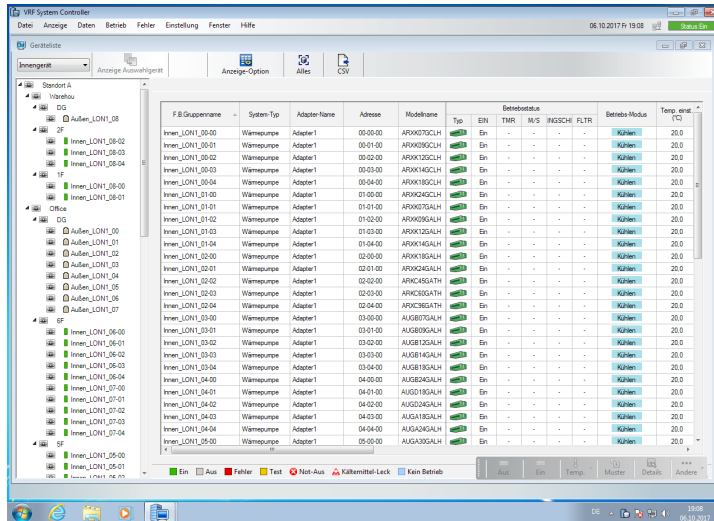 VRF System Controller
Datei Anzeige Daten Betrieb Fehler Einstellung Fenster Hilfe 06.10.2017 Fr 19:08 Status:Ein
Geräteliste
Innengerät Anzeige Auswahlgerät Anzeige-Option Alles CSV
Standort A
Warehou
DG
Außen_LON1_08
2F
Innen_LON1_08-02
Innen_LON1_08-03
Innen_LON1_08-04
1F
Innen_LON1_08-00
Innen_LON1_08-01
Office
DG
Außen_LON1_00
Außen_LON1_01
Außen_LON1_02
Außen_LON1_03
Außen_LON1_04
Außen_LON1_05
Außen_LON1_06
Außen_LON1_07
6F
Innen_LON1_06-00
Innen_LON1_06-01
Innen_LON1_06-02
Innen_LON1_06-03
Innen_LON1_06-04
Innen_LON1_07-00
Innen_LON1_07-01
Innen_LON1_07-02
Innen_LON1_07-03
Innen_LON1_07-04
5F
Innen_LON1_05-00
Innen_LON1_05-01
Innen_LON1_05-02
F.B.Gruppenname System-Typ Adapter-Name Adresse Modellname Betriebsstatus Betriebs-Modus Temp. einst. (°C)
Typ EIN TMR M/S INGSCHI FLTR
Innen_LON1_00-00 Wärmepumpe Adapter1 00-00-00 ARXK07GCLH Ein - - - - Kühlen 20,0
Innen_LON1_00-01 Wärmepumpe Adapter1 00-01-00 ARXK09GCLH Ein - - - - Kühlen 20,0
Innen_LON1_00-02 Wärmepumpe Adapter1 00-02-00 ARXK12GCLH Ein - - - - Kühlen 20,0
Innen_LON1_00-03 Wärmepumpe Adapter1 00-03-00 ARXK14GCLH Ein - - - - Kühlen 20,0
Innen_LON1_00-04 Wärmepumpe Adapter1 00-04-00 ARXK18GCLH Ein - - - - Kühlen 20,0
Innen_LON1_01-00 Wärmepumpe Adapter1 01-00-00 ARXK24GCLH Ein - - - - Kühlen 20,0
Innen_LON1_01-01 Wärmepumpe Adapter1 01-01-00 ARXK07GALH Ein - - - - Kühlen 20,0
Innen_LON1_01-02 Wärmepumpe Adapter1 01-02-00 ARXK09GALH Ein - - - - Kühlen 20,0
Innen_LON1_01-03 Wärmepumpe Adapter1 01-03-00 ARXK12GALH Ein - - - - Kühlen 20,0
Innen_LON1_01-04 Wärmepumpe Adapter1 01-04-00 ARXK14GALH Ein - - - - Kühlen 20,0
Innen_LON1_02-00 Wärmepumpe Adapter1 02-00-00 ARXK18GALH Ein - - - - Kühlen 20,0
Innen_LON1_02-01 Wärmepumpe Adapter1 02-01-00 ARXK24GALH Ein - - - - Kühlen 20,0
Innen_LON1_02-02 Wärmepumpe Adapter1 02-02-00 ARKC45GATH Ein - - - - Kühlen 20,0
Innen_LON1_02-03 Wärmepumpe Adapter1 02-03-00 ARKC60GATH Ein - - - - Kühlen 20,0
Innen_LON1_02-04 Wärmepumpe Adapter1 02-04-00 ARXC96GATH Ein - - - - Kühlen 20,0
Innen_LON1_03-00 Wärmepumpe Adapter1 03-00-00 AUGB07GALH Ein - - - - Kühlen 20,0
Innen_LON1_03-01 Wärmepumpe Adapter1 03-01-00 AUGB09GALH Ein - - - - Kühlen 20,0
Innen_LON1_03-02 Wärmepumpe Adapter1 03-02-00 AUGB12GALH Ein - - - - Kühlen 20,0
Innen_LON1_03-03 Wärmepumpe Adapter1 03-03-00 AUGB14GALH Ein - - - - Kühlen 20,0
Innen_LON1_03-04 Wärmepumpe Adapter1 03-04-00 AUGB18GALH Ein - - - - Kühlen 20,0
Innen_LON1_04-00 Wärmepumpe Adapter1 04-00-00 AUGB24GALH Ein - - - - Kühlen 20,0
Innen_LON1_04-01 Wärmepumpe Adapter1 04-01-00 AUGD18GALH Ein - - - - Kühlen 20,0
Innen_LON1_04-02 Wärmepumpe Adapter1 04-02-00 AUGD24GALH Ein - - - - Kühlen 20,0
Innen_LON1_04-03 Wärmepumpe Adapter1 04-03-00 AUGA18GALH Ein - - - - Kühlen 20,0
Innen_LON1_04-04 Wärmepumpe Adapter1 04-04-00 AUGA24GALH Ein - - - - Kühlen 20,0
Innen_LON1_05-00 Wärmepumpe Adapter1 05-00-00 AUGA30GALH Ein - - - - Kühlen 20,0
Ein Aus Fehler Test Not-Aus Kältemittel-Leck Kein Betrieb Aus Ein Temp. Muster Details Andere
DE 19:08
06.10.2017